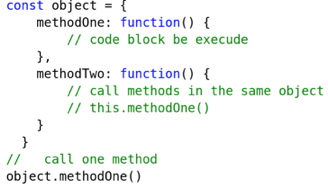 const object = {
    methodOne: function() {
        // code block be execude
    },
    methodTwo: function() {
        // call methods in the same object
        // this.methodOne()
    }
  }
//   call one method
object.methodOne()